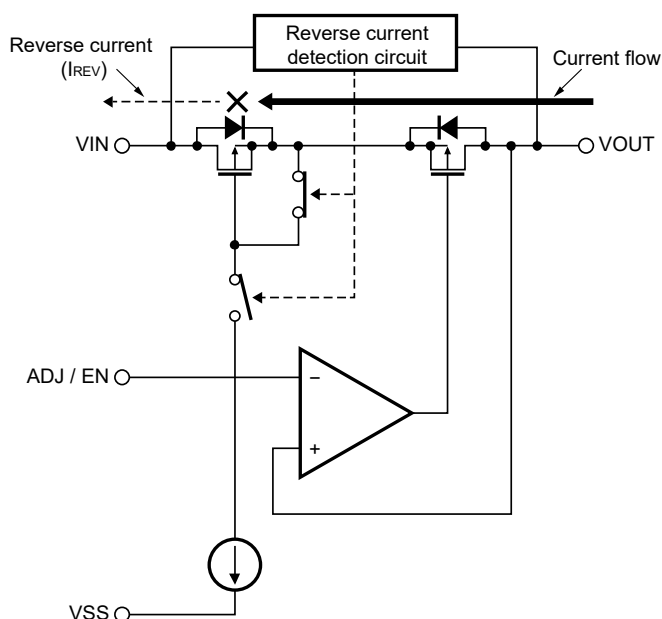 Reverse current
detection circuit
Reverse current
(IREV)
Current flow
VIN
VOUT
ADJ / EN
−
+
VSS